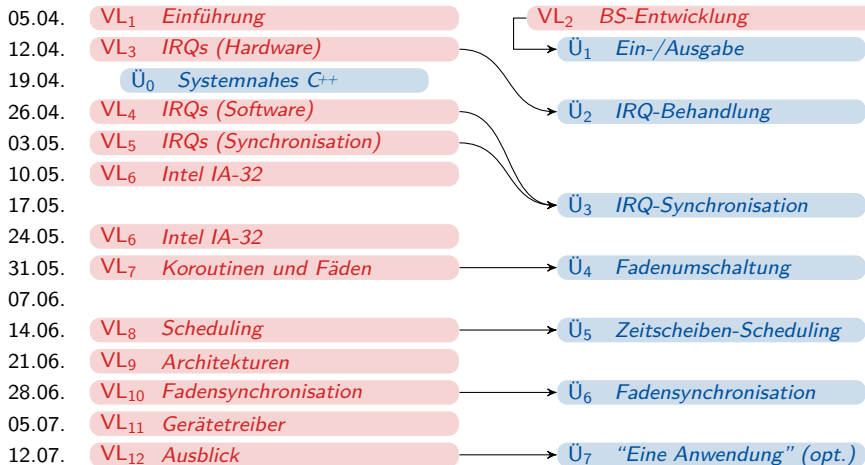 05.04. VL1 Einführung VL2 BS-Entwicklung
12.04. VL3 IRQs (Hardware) Ü1 Ein-/Ausgabe
19.04. Ü0 Systemnahes C++
26.04. VL4 IRQs (Software) Ü2 IRQ-Behandlung
03.05. VL5 IRQs (Synchronisation)
10.05. VL6 Intel IA-32
17.05. Ü3 IRQ-Synchronisation
24.05. VL6 Intel IA-32
31.05. VL7 Koroutinen und Fäden Ü4 Fadenumschaltung
07.06.
14.06. VL8 Scheduling Ü5 Zeitscheiben-Scheduling
21.06. VL9 Architekturen
28.06. VL10 Fadensynchronisation Ü6 Fadensynchronisation
05.07. VL11 Gerätetreiber
12.07. VL12 Ausblick Ü7 “Eine Anwendung” (opt.)